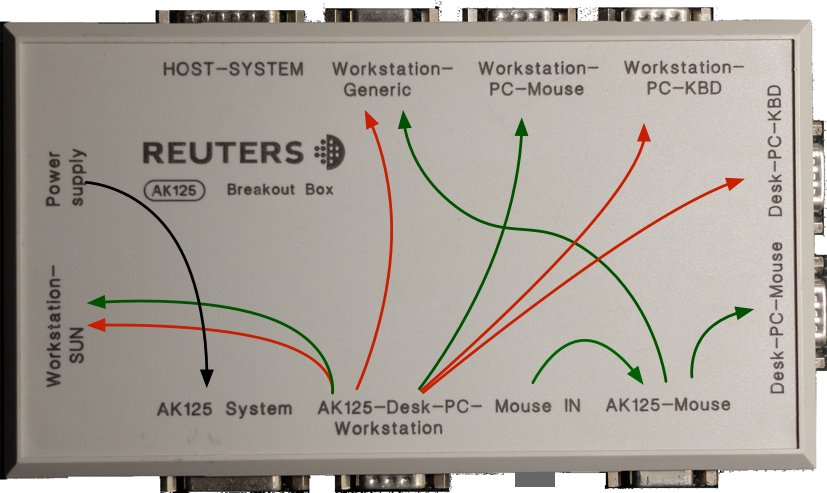 HOST-SYSTEM
Workstation-
Generic
Workstation-
PC-Mouse
Workstation-
PC-KBD
REUTERS
AK125
Breakout Box
Power
supply
Workstation-
SUN
Desk-PC-KBD
Desk-PC-Mouse
AK125 System
AK125-Desk-PC-
Workstation
Mouse IN
AK125-Mouse